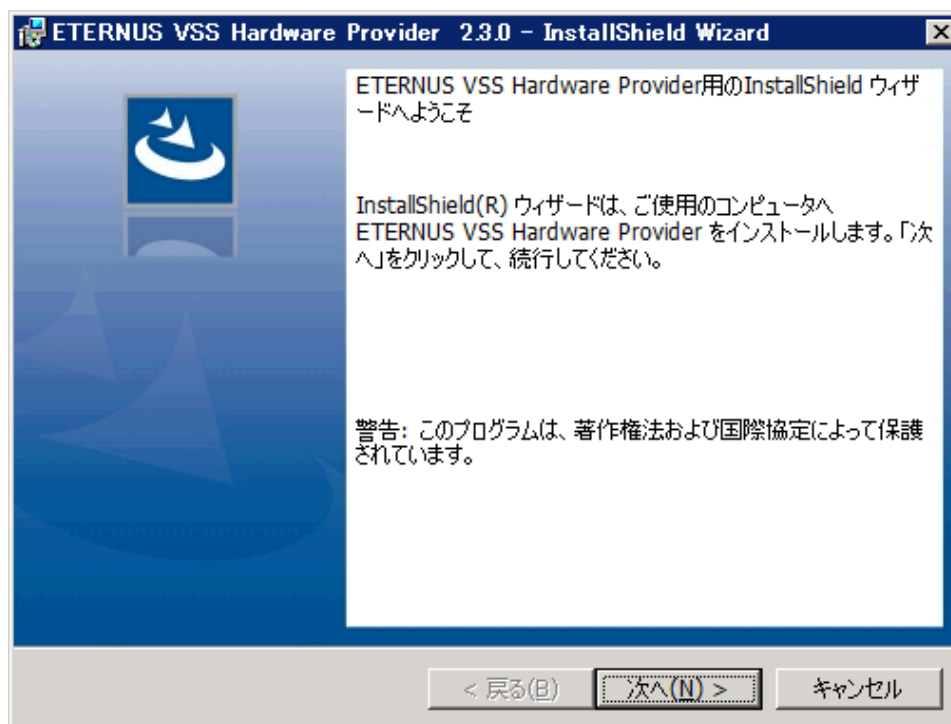 ETERNUS VSS Hardware Provider 2.3.0 - InstallShield Wizard
ETERNUS VSS Hardware Provider用のInstallShield ウィザ
ードへようこそ
InstallShield(R) ウィザードは、ご使用のコンピュータへ
ETERNUS VSS Hardware Provider をインストールします。「次
へ」をクリックして、続行してください。
警告: このプログラムは、著作権法および国際協定によって保護
されています。
< 戻る(B)
次へ(N) >
キャンセル